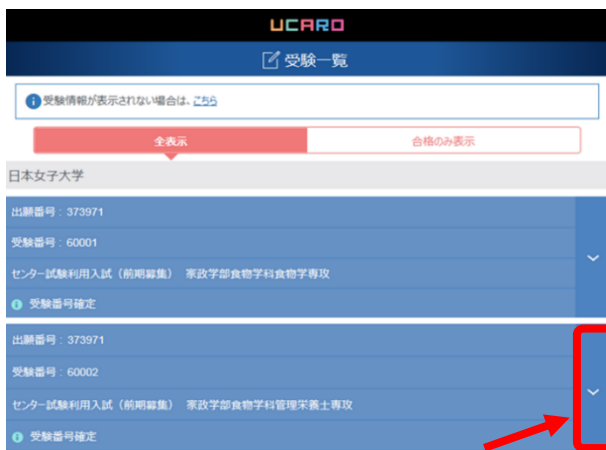 UCARO
受験一覧
受験情報が表示されない場合は、こちら
全表示
合格のみ表示
日本女子大学
出願番号 : 373971
受験番号 : 60001
センター試験利用入試（前期募集） 家政学部食物学科食物学専攻
受験番号確定
出願番号 : 373971
受験番号 : 60002
センター試験利用入試（前期募集） 家政学部食物学科管理栄養士専攻
受験番号確定